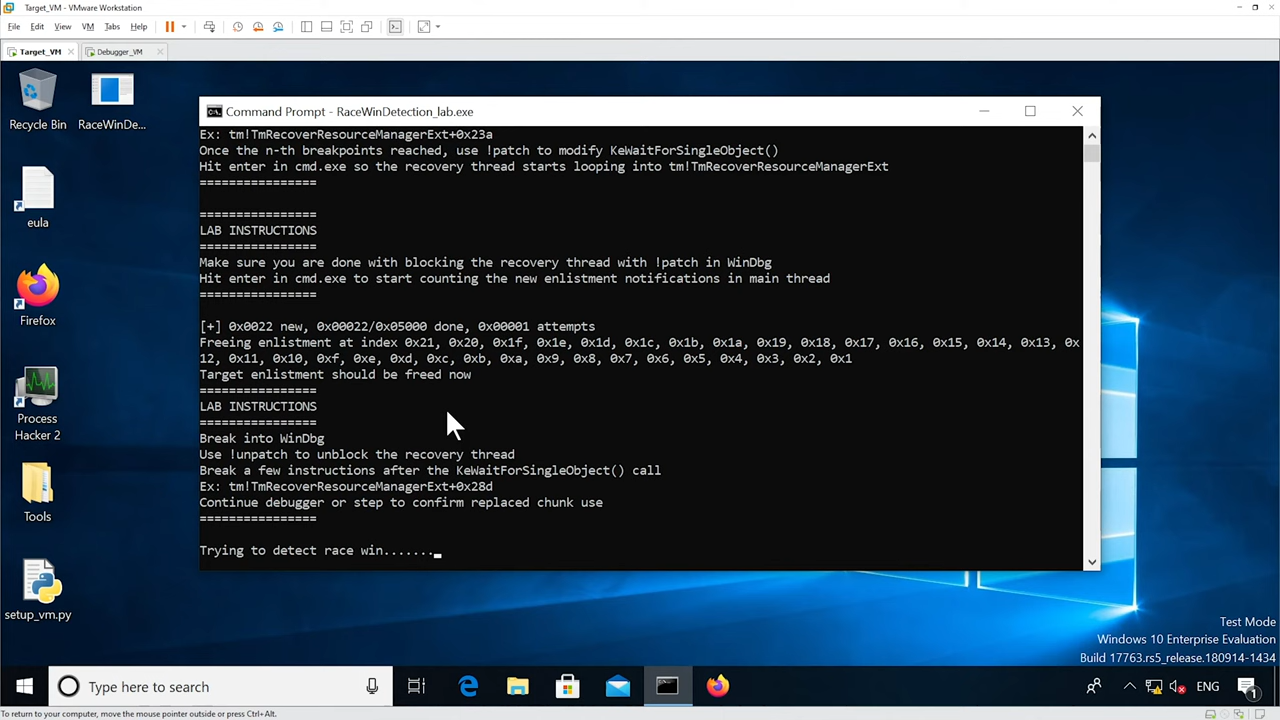 Target_VM - VMware Workstation
File Edit View VM Tabs Help
Target_VM Debugger_VM
Recycle Bin
RaceWinDe...
eula
Firefox
Process
Hacker 2
Tools
setup_vm.py
Command Prompt - RaceWinDetection_lab.exe
Ex: tm!TmRecoverResourceManagerExt+0x23a
Once the n-th breakpoints reached, use !patch to modify KeWaitForSingleObject()
Hit enter in cmd.exe so the recovery thread starts looping into tm!TmRecoverResourceManagerExt
================
================
LAB INSTRUCTIONS
================
Make sure you are done with blocking the recovery thread with !patch in WinDbg
Hit enter in cmd.exe to start counting the new enlistment notifications in main thread
================
[+] 0x0022 new, 0x00022/0x05000 done, 0x00001 attempts
Freeing enlistment at index 0x21, 0x20, 0x1f, 0x1e, 0x1d, 0x1c, 0x1b, 0x1a, 0x19, 0x18, 0x17, 0x16, 0x15, 0x14, 0x13, 0x
12, 0x11, 0x10, 0xf, 0xe, 0xd, 0xc, 0xb, 0xa, 0x9, 0x8, 0x7, 0x6, 0x5, 0x4, 0x3, 0x2, 0x1
Target enlistment should be freed now
================
LAB INSTRUCTIONS
================
Break into WinDbg
Use !unpatch to unblock the recovery thread
Break a few instructions after the KeWaitForSingleObject() call
Ex: tm!TmRecoverResourceManagerExt+0x28d
Continue debugger or step to confirm replaced chunk use
================
Trying to detect race win.......
Test Mode
Windows 10 Enterprise Evaluation
Build 17763.rs5_release.180914-1434
Type here to search
ENG
1
To return to your computer, move the mouse pointer outside or press Ctrl+Alt.